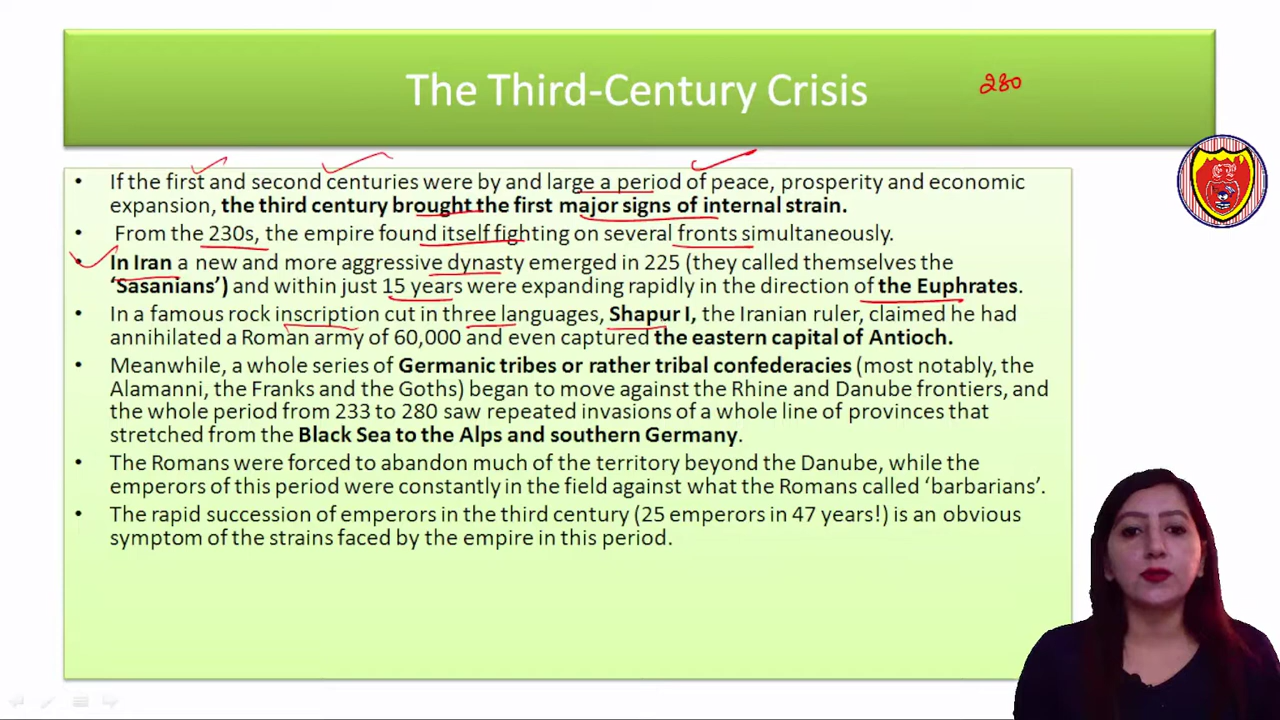 The Third-Century Crisis 280
• If the first and second centuries were by and large a period of peace, prosperity and economic
expansion, the third century brought the first major signs of internal strain.
• From the 230s, the empire found itself fighting on several fronts simultaneously.
• In Iran a new and more aggressive dynasty emerged in 225 (they called themselves the
‘Sasanians’) and within just 15 years were expanding rapidly in the direction of the Euphrates.
• In a famous rock inscription cut in three languages, Shapur I, the Iranian ruler, claimed he had
annihilated a Roman army of 60,000 and even captured the eastern capital of Antioch.
• Meanwhile, a whole series of Germanic tribes or rather tribal confederacies (most notably, the
Alamanni, the Franks and the Goths) began to move against the Rhine and Danube frontiers, and
the whole period from 233 to 280 saw repeated invasions of a whole line of provinces that
stretched from the Black Sea to the Alps and southern Germany.
• The Romans were forced to abandon much of the territory beyond the Danube, while the
emperors of this period were constantly in the field against what the Romans called ‘barbarians’.
• The rapid succession of emperors in the third century (25 emperors in 47 years!) is an obvious
symptom of the strains faced by the empire in this period.